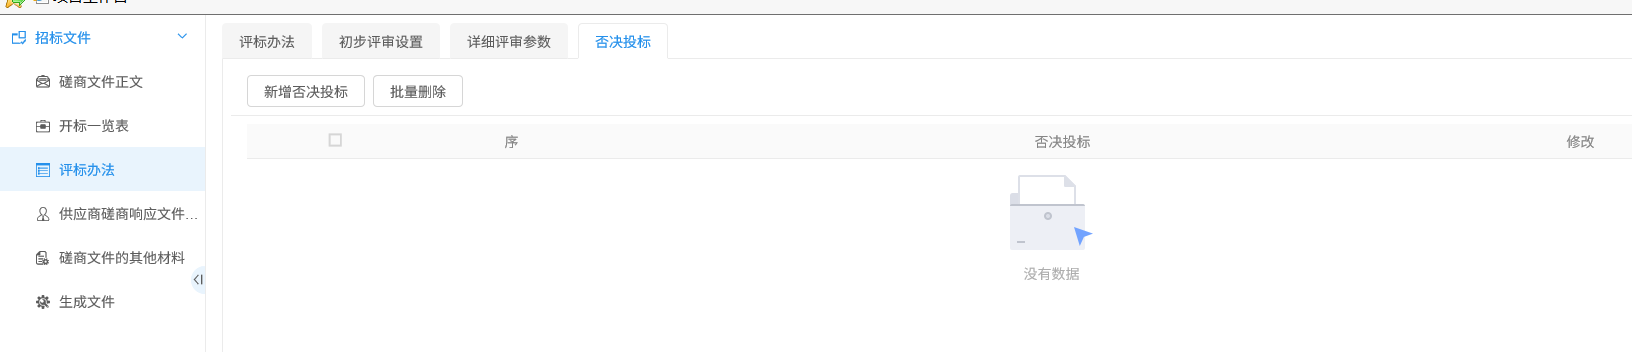 招标文件
磋商文件正文
开标一览表
评标办法
供应商磋商响应文件...
磋商文件的其他材料
生成文件
评标办法
初步评审设置
详细评审参数
否决投标
新增否决投标
批量删除
序
否决投标
修改
没有数据